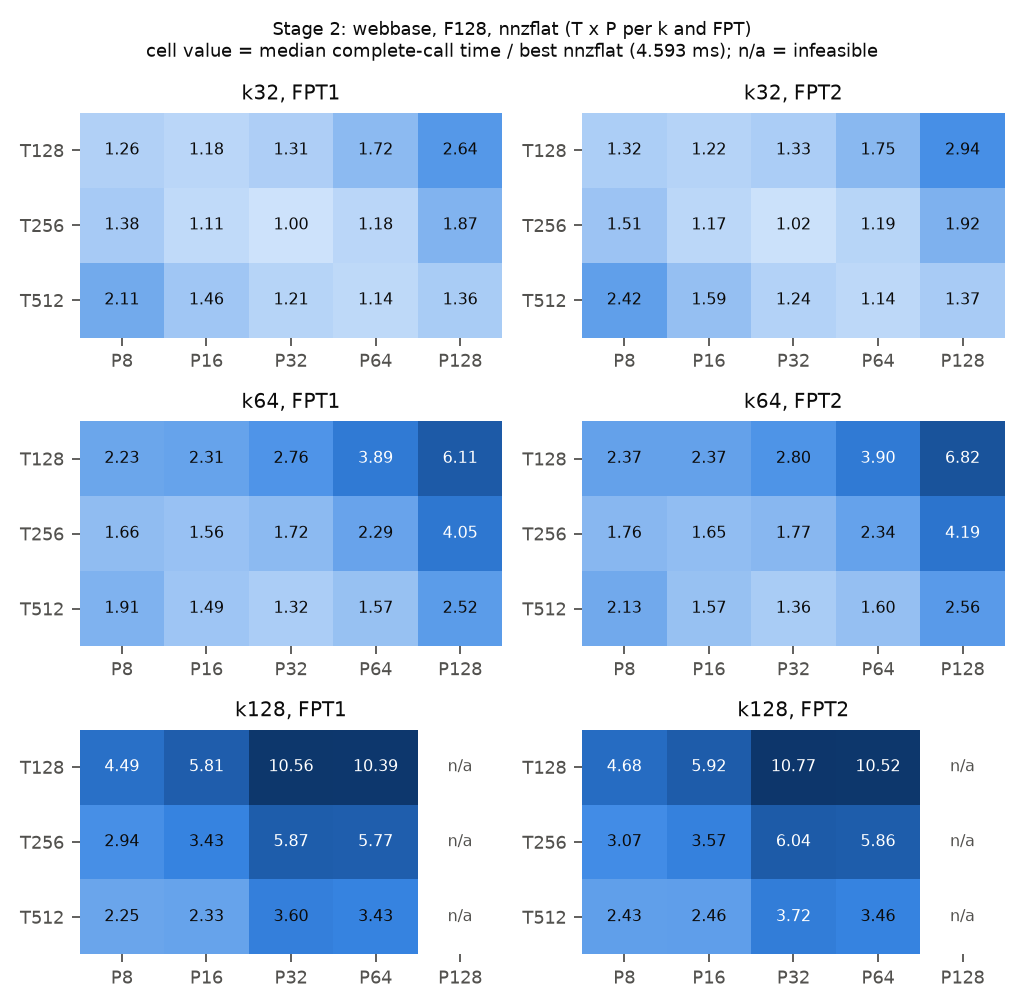 Stage 2: webbase, F128, nnzflat (T x P per k and FPT)
cell value = median complete-call time / best nnzflat (4.593 ms); n/a = infeasible
k32, FPT1
T128 1.26 1.18 1.31 1.72 2.64
T256 1.38 1.11 1.00 1.18 1.87
T512 2.11 1.46 1.21 1.14 1.36
P8 P16 P32 P64 P128
k32, FPT2
T128 1.32 1.22 1.33 1.75 2.94
T256 1.51 1.17 1.02 1.19 1.92
T512 2.42 1.59 1.24 1.14 1.37
P8 P16 P32 P64 P128
k64, FPT1
T128 2.23 2.31 2.76 3.89 6.11
T256 1.66 1.56 1.72 2.29 4.05
T512 1.91 1.49 1.32 1.57 2.52
P8 P16 P32 P64 P128
k64, FPT2
T128 2.37 2.37 2.80 3.90 6.82
T256 1.76 1.65 1.77 2.34 4.19
T512 2.13 1.57 1.36 1.60 2.56
P8 P16 P32 P64 P128
k128, FPT1
T128 4.49 5.81 10.56 10.39 n/a
T256 2.94 3.43 5.87 5.77 n/a
T512 2.25 2.33 3.60 3.43 n/a
P8 P16 P32 P64 P128
k128, FPT2
T128 4.68 5.92 10.77 10.52 n/a
T256 3.07 3.57 6.04 5.86 n/a
T512 2.43 2.46 3.72 3.46 n/a
P8 P16 P32 P64 P128